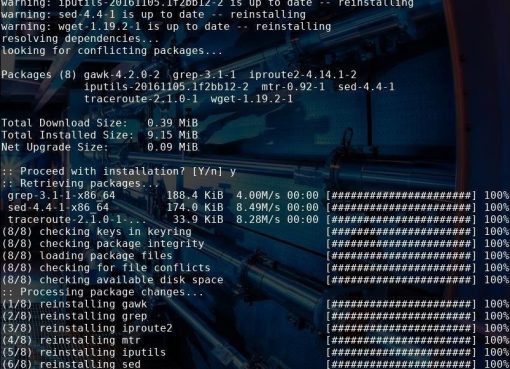 warning: iputils-20161105.1f2bb12-2 is up to date -- reinstalling
warning: sed-4.4-1 is up to date -- reinstalling
warning: wget-1.19.2-1 is up to date -- reinstalling
resolving dependencies...
looking for conflicting packages...
Packages (8) gawk-4.2.0-2 grep-3.1-1 iproute2-4.14.1-2
iputils-20161105.1f2bb12-2 mtr-0.92-1 sed-4.4-1
traceroute-2.1.0-1 wget-1.19.2-1
Total Download Size: 0.39 MiB
Total Installed Size: 9.15 MiB
Net Upgrade Size: 0.09 MiB
:: Proceed with installation? [Y/n] y
:: Retrieving packages...
grep-3.1-1-x86_64 188.4 KiB 4.00M/s 00:00 [######################] 100%
sed-4.4-1-x86_64 174.0 KiB 8.49M/s 00:00 [######################] 100%
traceroute-2.1.0-1-... 33.9 KiB 8.28M/s 00:00 [######################] 100%
(8/8) checking keys in keyring [######################] 100%
(8/8) checking package integrity [######################] 100%
(8/8) loading package files [######################] 100%
(8/8) checking for file conflicts [######################] 100%
(8/8) checking available disk space [######################] 100%
:: Processing package changes...
(1/8) reinstalling gawk [######################] 100%
(2/8) reinstalling grep [######################] 100%
(3/8) reinstalling iproute2 [######################] 100%
(4/8) reinstalling mtr [######################] 100%
(5/8) reinstalling iputils [######################] 100%
(6/8) reinstalling sed [######################] 100%